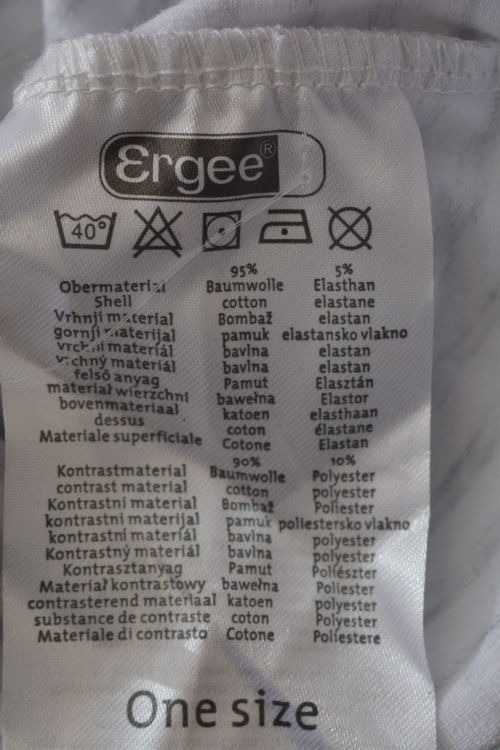 Ergee®
40°
95% 5%
Obermaterial Baumwolle Elasthan
Shell cotton elastane
Vrhnji material Bombaž elastan
gornji materijal pamuk elastansko vlakno
vrchní materiál bavlna elastan
vrchný materiál bavlna elastan
felső anyag Pamut Elasztán
materiał wierzchni bawełna Elastor
bovenmateriaal katoen elasthaan
dessus coton élastane
Materiale superficiale Cotone Elastan
90% 10%
Kontrastmaterial Baumwolle Polyester
contrast material cotton polyester
Kontrastni material Bombaž Poliester
kontrastni materijal pamuk poliestersko vlakno
kontrastní materiál bavlna polyester
Kontrastný materiál bavlna polyester
Kontrasztanyag Pamut Poliészter
Materiał kontrastowy bawełna Poliester
contrasterend materiaal katoen polyester
substance de contraste coton Polyester
Materiale di contrasto Cotone Poliestere
One size